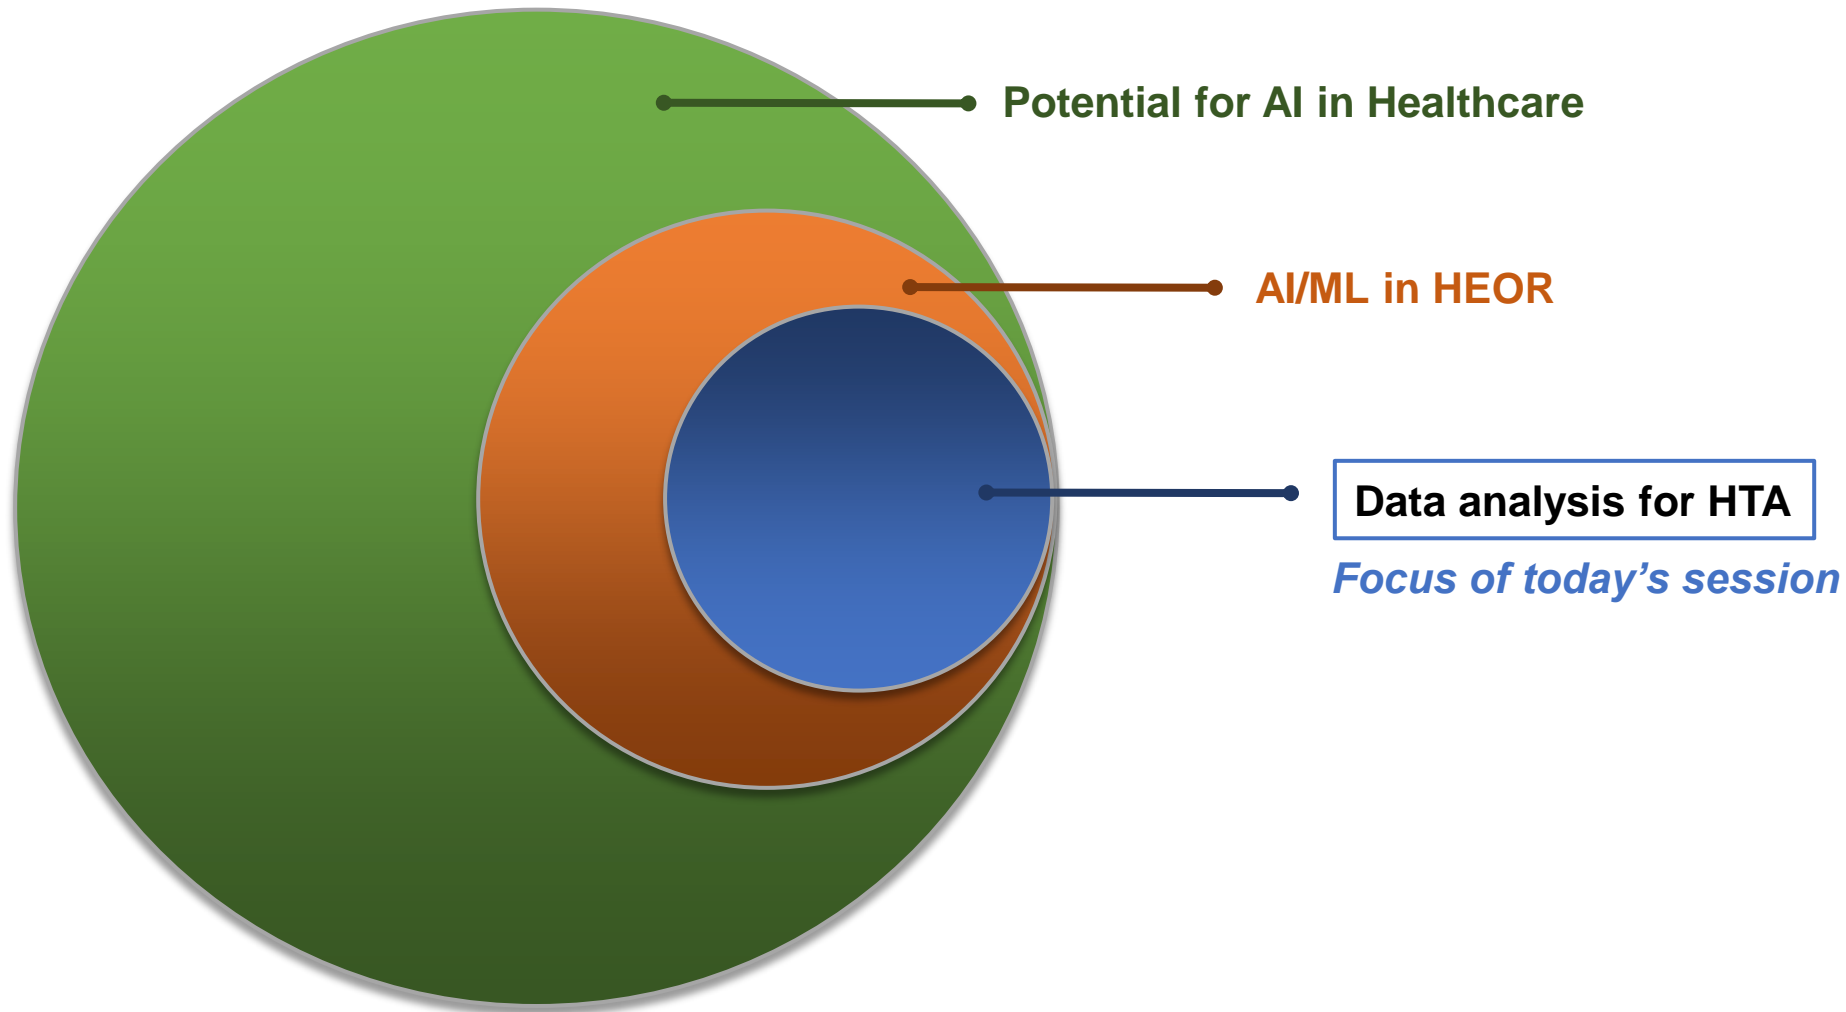 Potential for AI in Healthcare
AI/ML in HEOR
Data analysis for HTA
Focus of today’s session